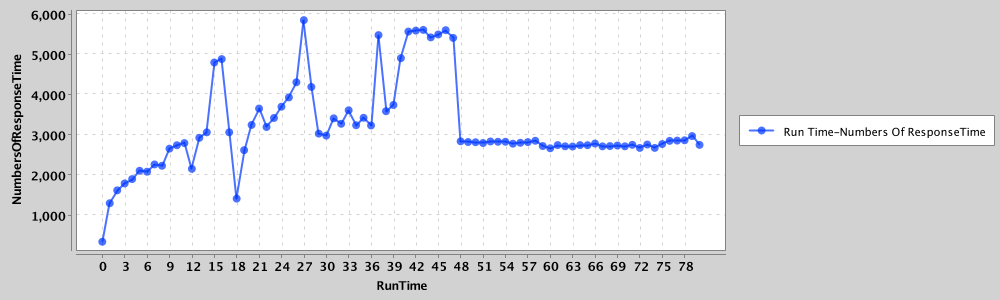 6,000
5,000
4,000
3,000
2,000
1,000
NumbersOfResponseTime
0 3 6 9 12 15 18 21 24 27 30 33 36 39 42 45 48 51 54 57 60 63 66 69 72 75 78
RunTime
Run Time-Numbers Of ResponseTime